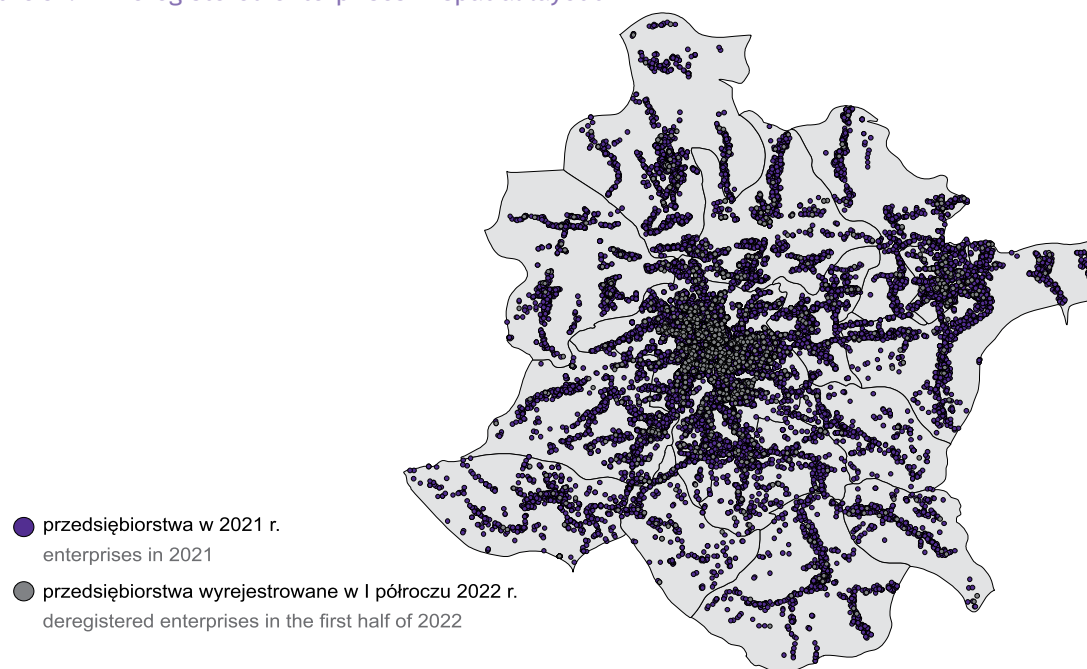 przedsiębiorstwa w 2021 r.
enterprises in 2021
przedsiębiorstwa wyrejestrowane w I półroczu 2022 r.
deregistered enterprises in the first half of 2022